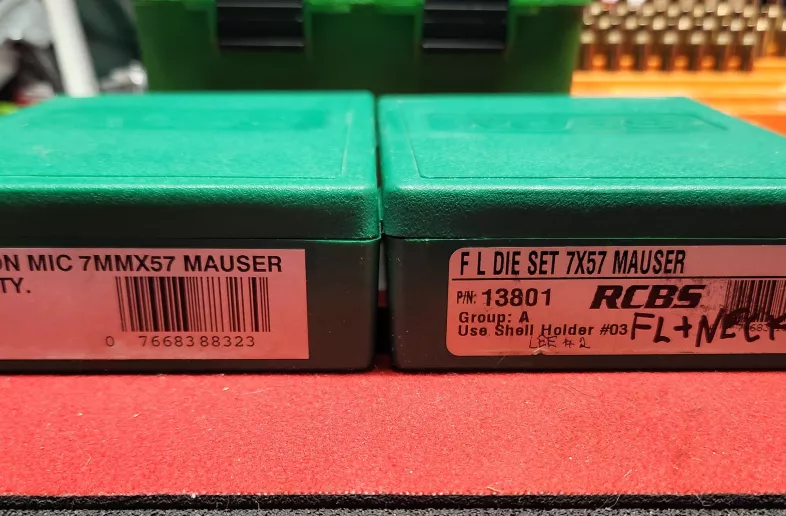 ON MIC 7MMX57 MAUSER
TY.
0 7668388323
F L DIE SET 7X57 MAUSER
P/N: 13801 RCBS
Group: A
Use Shell Holder #03 FL+NECK
LEE #2